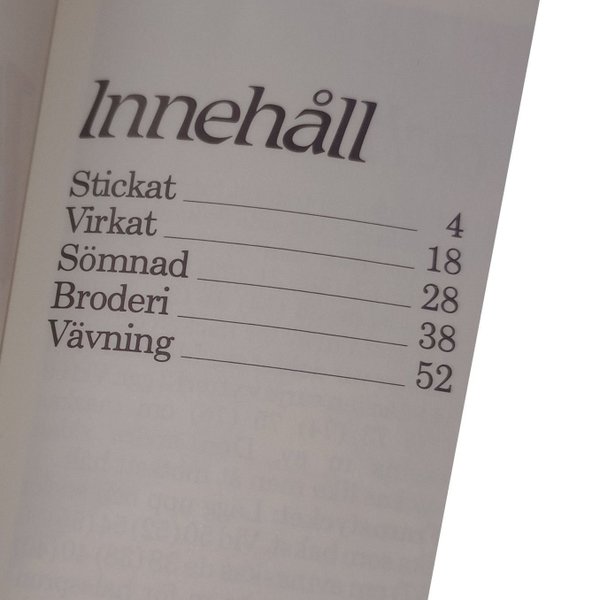 Innehåll
Stickat 4
Virkat 18
Sömnad 28
Broderi 38
Vävning 52